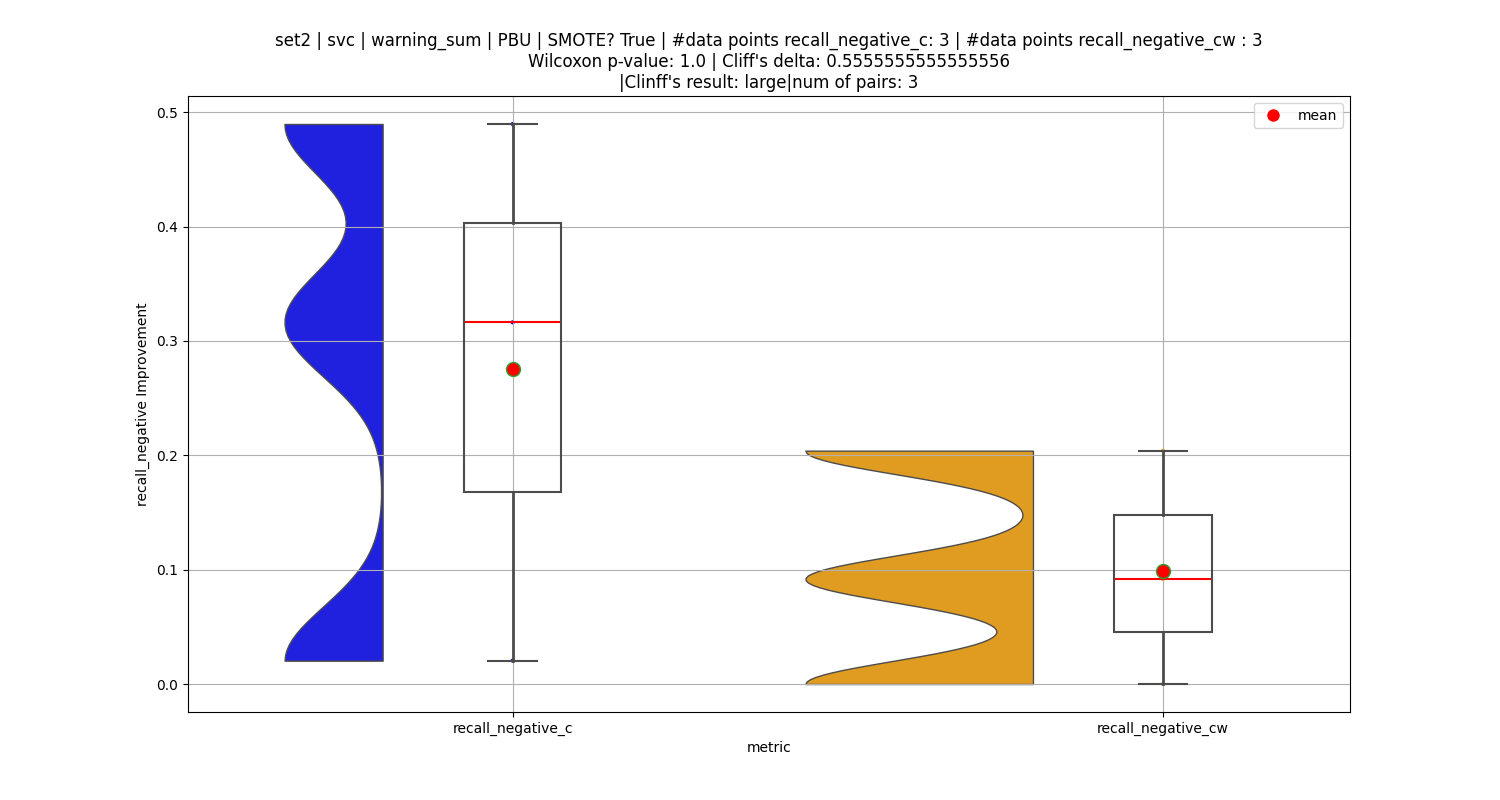 set2 | svc | warning_sum | PBU | SMOTE? True | #data points recall_negative_c: 3 | #data points recall_negative_cw : 3
Wilcoxon p-value: 1.0 | Cliff's delta: 0.5555555555555556
|Clinff's result: large|num of pairs: 3
mean
0.5
0.4
0.3
0.2
0.1
0.0
recall_negative Improvement
recall_negative_c
recall_negative_cw
metric